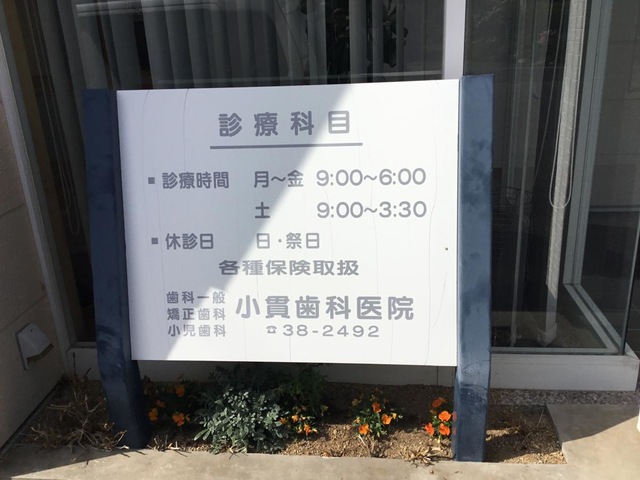 診療科目
■ 診療時間 月～金 9:00～6:00
土 9:00～3:30
■ 休診日 日・祭日
各種保険取扱
歯科一般
矯正歯科
小児歯科
小貫歯科医院
☎38-2492